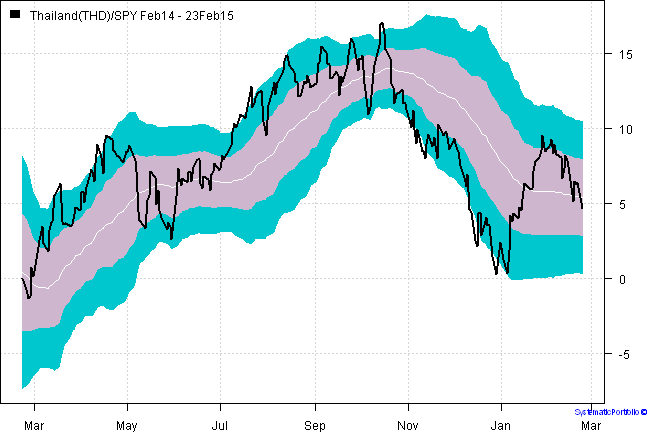 Thailand(THD)/SPY Feb14 - 23Feb15
15
10
5
0
-5
Mar May Jul Sep Nov Jan Mar
SystematicPortfolio ©